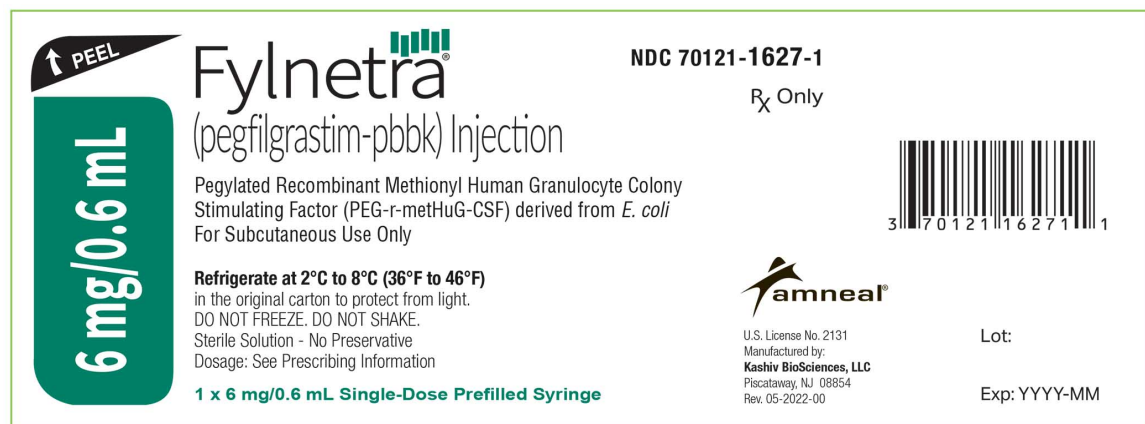 PEEL
6 mg/0.6 mL
Fylnetra®
(pegfilgrastim-pbbk) Injection
Pegylated Recombinant Methionyl Human Granulocyte Colony
Stimulating Factor (PEG-r-metHuG-CSF) derived from E. coli
For Subcutaneous Use Only
Refrigerate at 2°C to 8°C (36°F to 46°F)
in the original carton to protect from light.
DO NOT FREEZE. DO NOT SHAKE.
Sterile Solution - No Preservative
Dosage: See Prescribing Information
1 x 6 mg/0.6 mL Single-Dose Prefilled Syringe
NDC 70121-1627-1
Rx Only
3 70121 16271 1
amneal®
U.S. License No. 2131
Manufactured by:
Kashiv BioSciences, LLC
Piscataway, NJ 08854
Rev. 05-2022-00
Lot:
Exp: YYYY-MM